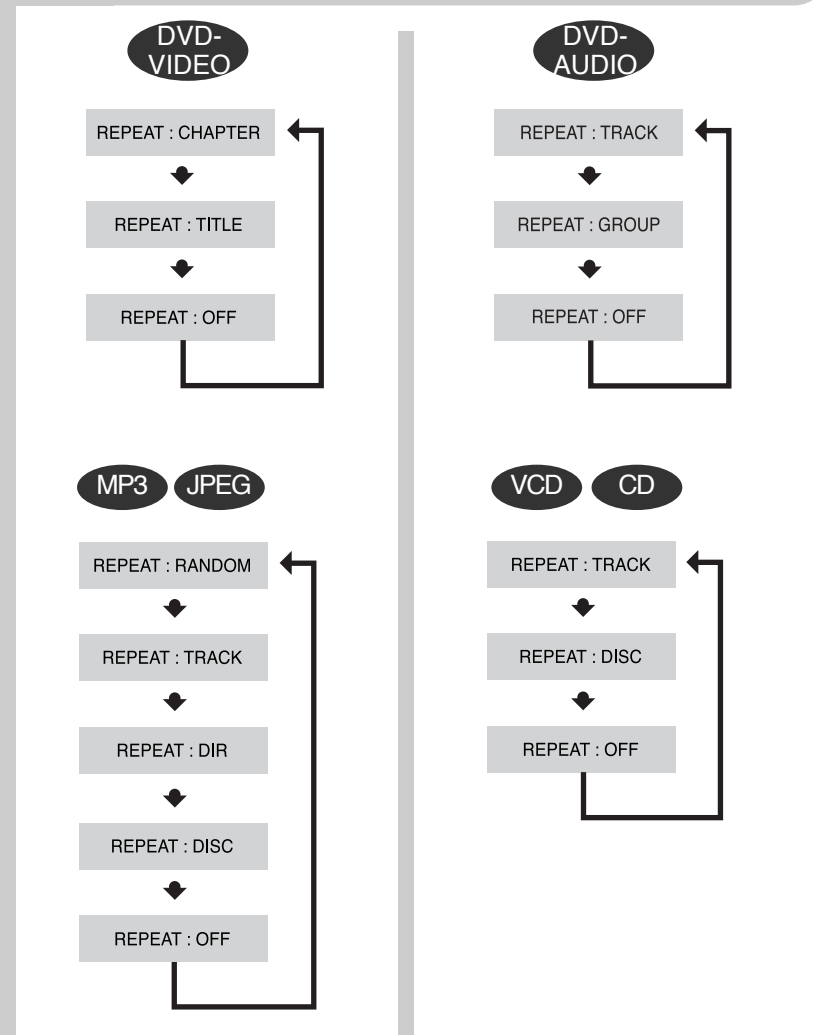 DVD-
VIDEO
REPEAT : CHAPTER
REPEAT : TITLE
REPEAT : OFF
DVD-
AUDIO
REPEAT : TRACK
REPEAT : GROUP
REPEAT : OFF
MP3 JPEG
REPEAT : RANDOM
REPEAT : TRACK
REPEAT : DIR
REPEAT : DISC
REPEAT : OFF
VCD CD
REPEAT : TRACK
REPEAT : DISC
REPEAT : OFF